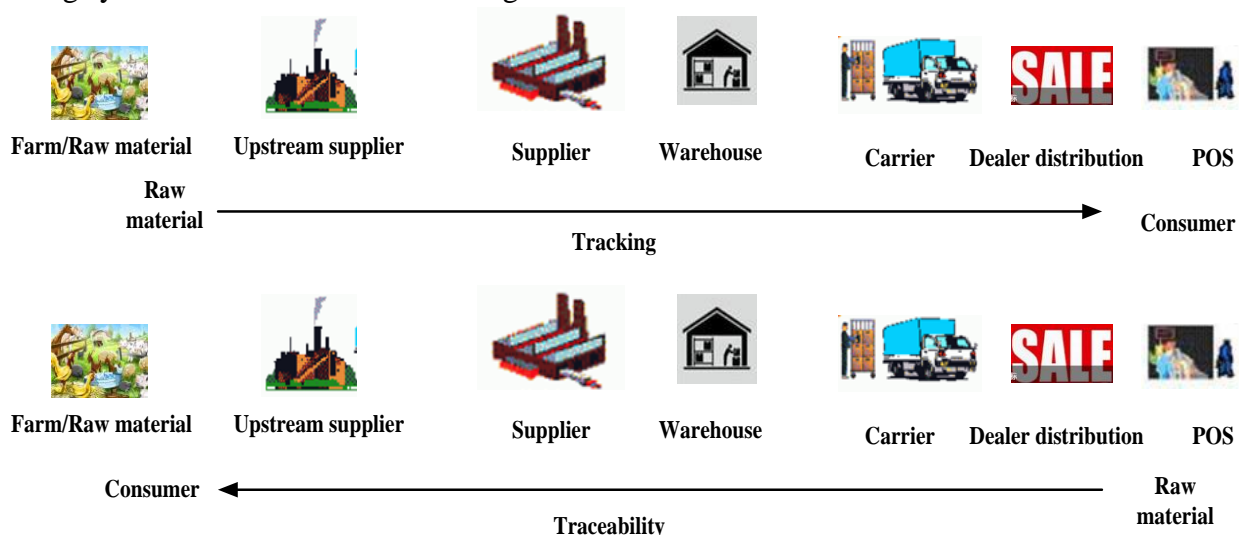 Farm/Raw material Upstream supplier Supplier Warehouse Carrier SALE Dealer distribution POS
Raw
material
Tracking
Consumer
Farm/Raw material Upstream supplier Supplier Warehouse Carrier SALE Dealer distribution POS
Consumer
Raw
material
Traceability